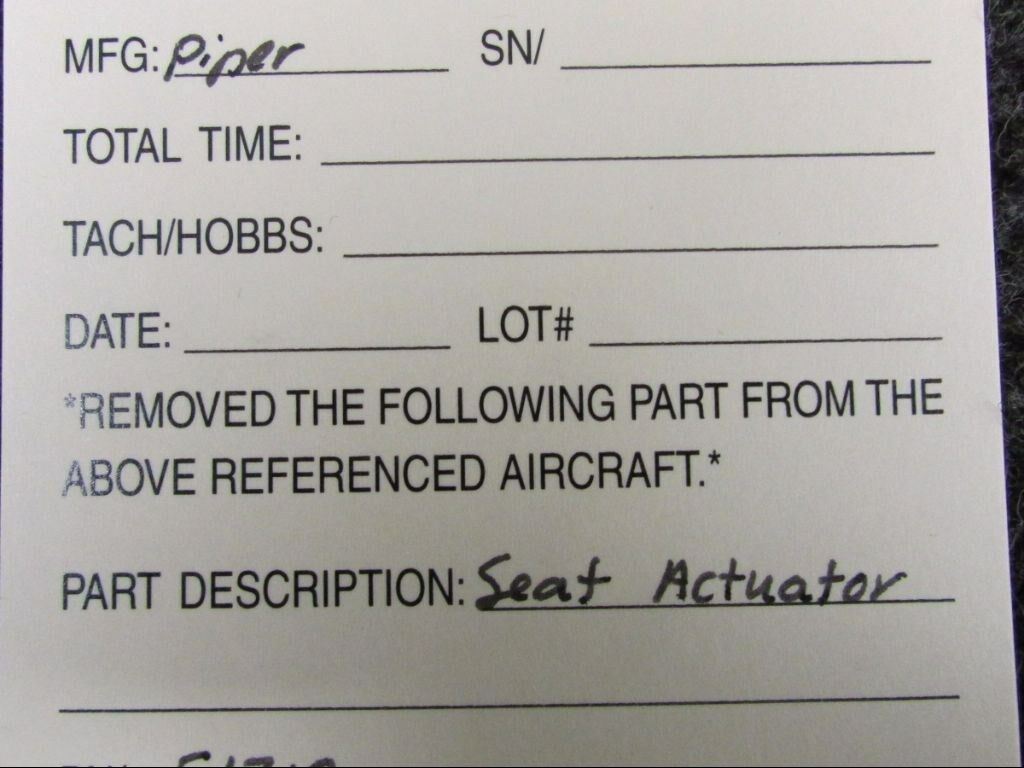 MFG: Piper SN/
TOTAL TIME:
TACH/HOBBS:
DATE: LOT#
*REMOVED THE FOLLOWING PART FROM THE
ABOVE REFERENCED AIRCRAFT.*
PART DESCRIPTION: Seat Actuator